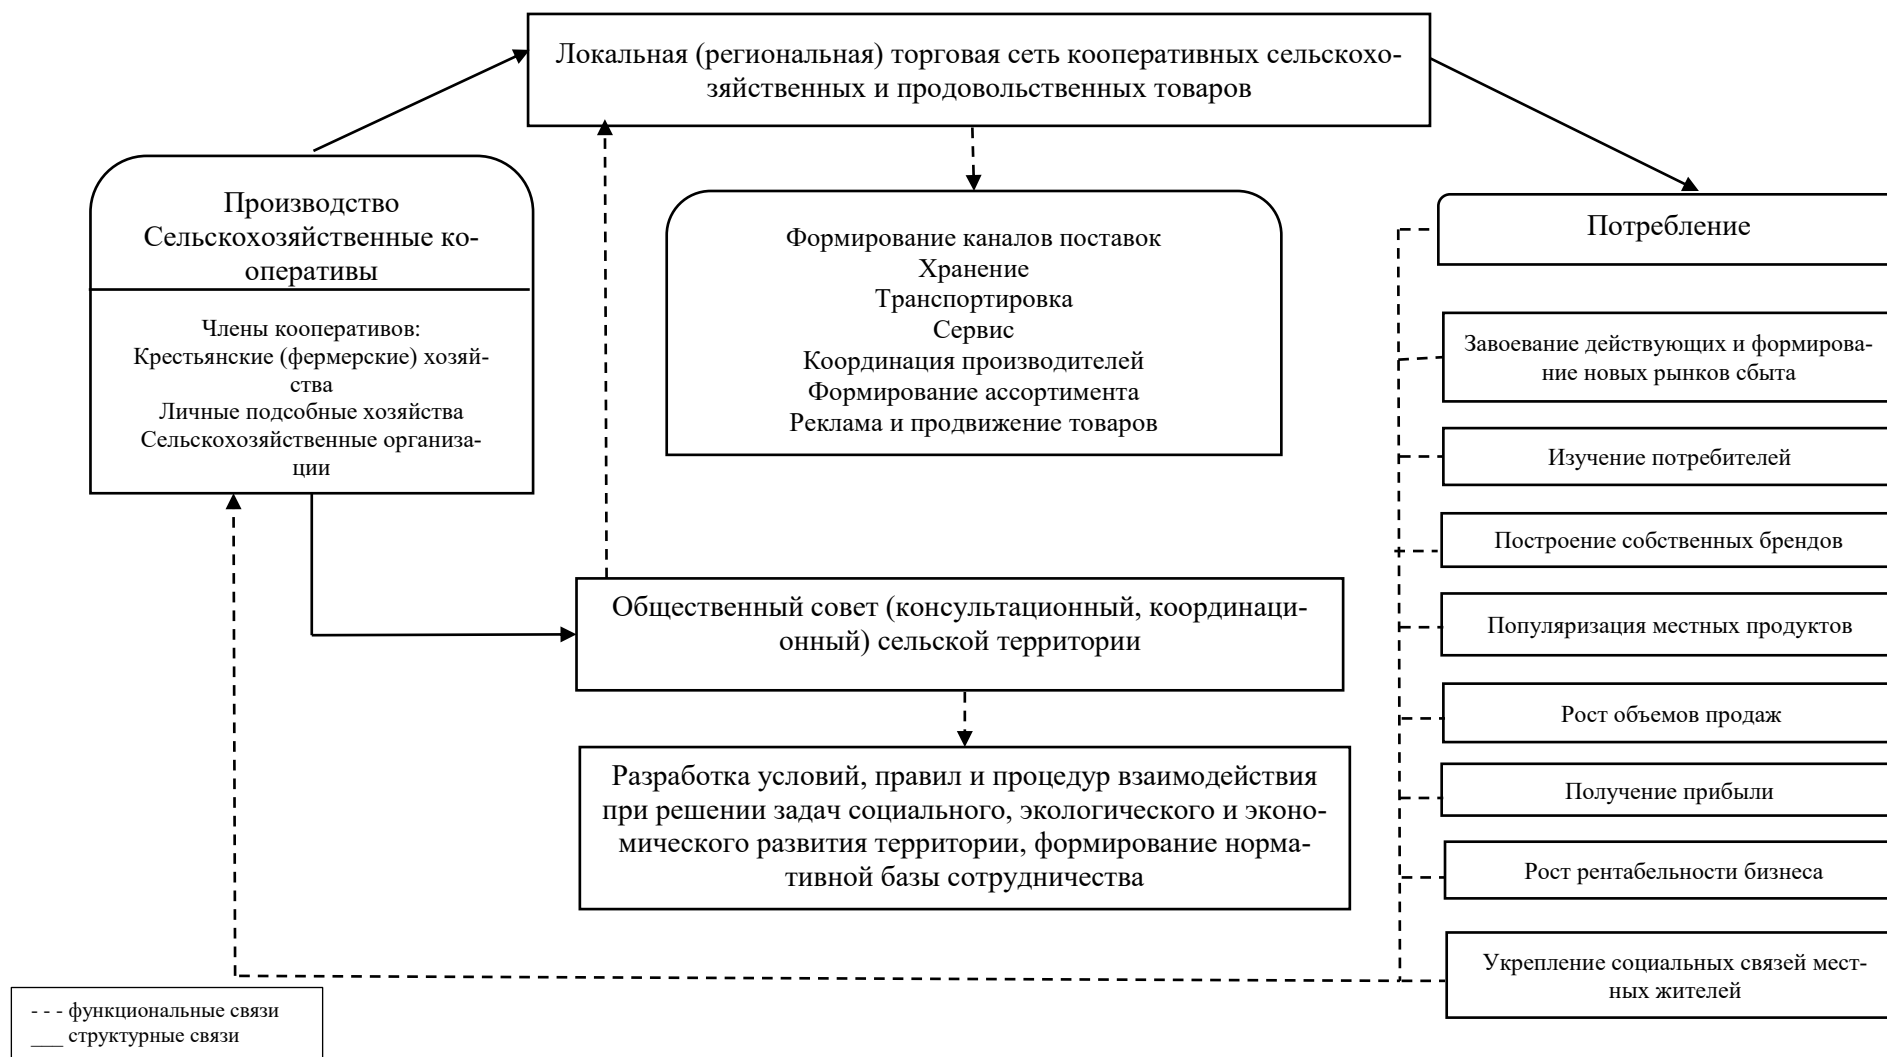 Локальная (региональная) торговая сеть кооперативных сельскохо-
зяйственных и продовольственных товаров
Производство
Сельскохозяйственные ко-
оперативы
Члены кооперативов:
Крестьянские (фермерские) хозяй-
ства
Личные подсобные хозяйства
Сельскохозяйственные организа-
ции
Формирование каналов поставок
Хранение
Транспортировка
Сервис
Координация производителей
Формирование ассортимента
Реклама и продвижение товаров
Общественный совет (консультационный, координаци-
онный) сельской территории
Разработка условий, правил и процедур взаимодействия
при решении задач социального, экологического и эконо-
мического развития территории, формирование норма-
тивной базы сотрудничества
Потребление
Завоевание действующих и формирова-
ние новых рынков сбыта
Изучение потребителей
Построение собственных брендов
Популяризация местных продуктов
Рост объемов продаж
Получение прибыли
Рост рентабельности бизнеса
Укрепление социальных связей мест-
ных жителей
- - - функциональные связи
___ структурные связи